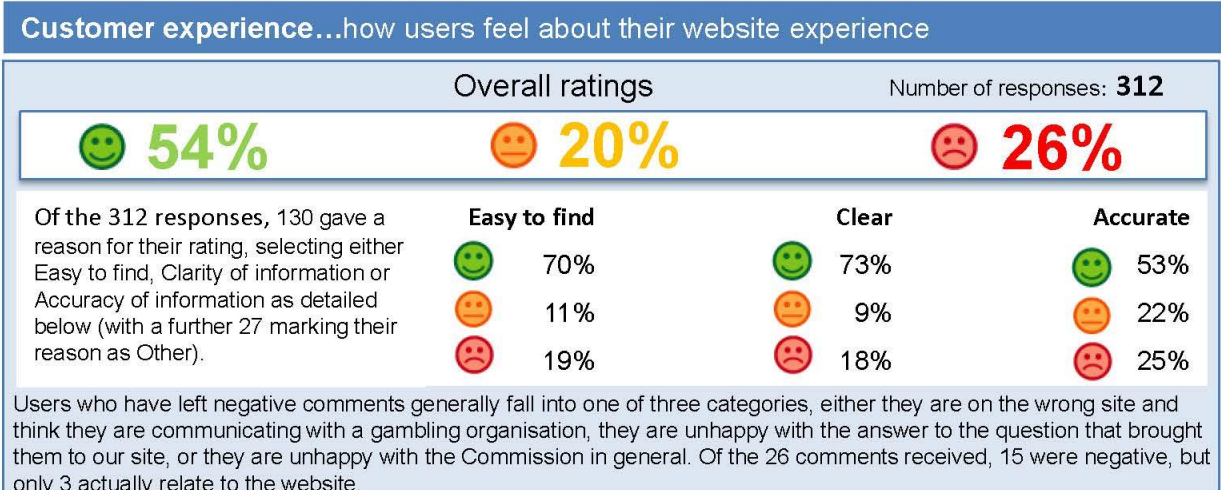 Customer experience...how users feel about their website experience
Overall ratings
Number of responses: 312
54%
20%
26%
Of the 312 responses, 130 gave a
reason for their rating, selecting either
Easy to find, Clarity of information or
Accuracy of information as detailed
below (with a further 27 marking their
reason as Other).
Easy to find
70%
11%
19%
Clear
73%
9%
18%
Accurate
53%
22%
25%
Users who have left negative comments generally fall into one of three categories, either they are on the wrong site and
think they are communicating with a gambling organisation, they are unhappy with the answer to the question that brought
them to our site, or they are unhappy with the Commission in general. Of the 26 comments received, 15 were negative, but
only 3 actually relate to the website.